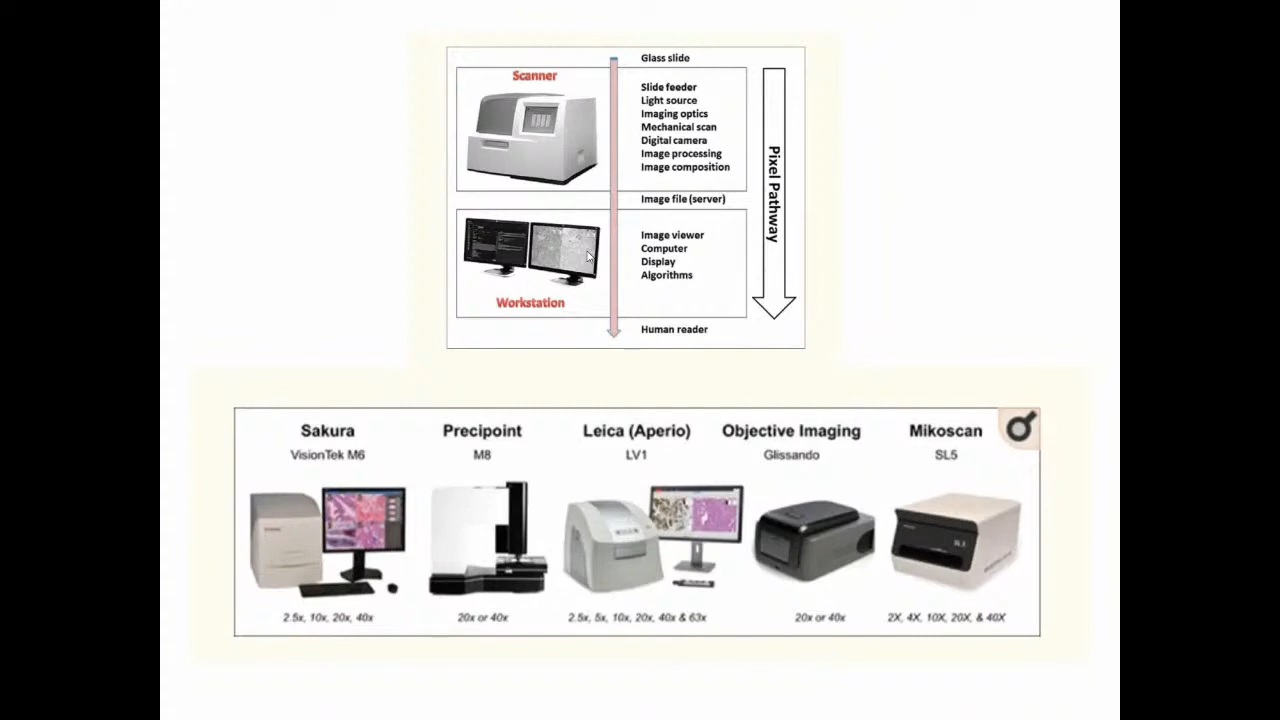 Glass slide
Scanner
Slide feeder
Light source
Imaging optics
Mechanical scan
Digital camera
Image processing
Image composition
Pixel Pathway
Image file (server)
Image viewer
Computer
Display
Algorithms
Workstation
Human reader
Sakura
Precipoint
Leica (Aperio)
Objective Imaging
Mikoscan
VisionTek M6
M8
LV1
Glissando
SL5
2.5x, 10x, 20x, 40x
20x or 40x
2.5x, 5x, 10x, 20x, 40x & 63x
20x or 40x
2X, 4X, 10X, 20X, & 40X